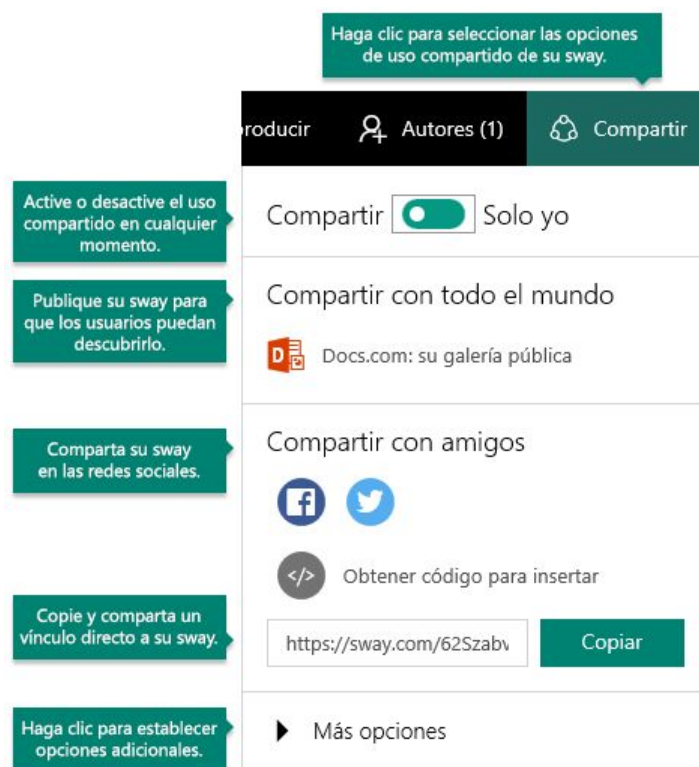 Haga clic para seleccionar las opciones
de uso compartido de su sway.
producir
Autores (1)
Compartir
Active o desactive el uso
compartido en cualquier
momento.
Compartir
Solo yo
Publique su sway para
que los usuarios puedan
descubrirlo.
Compartir con todo el mundo
Docs.com: su galería pública
Comparta su sway
en las redes sociales.
Compartir con amigos
Obtener código para insertar
Copie y comparta un
vínculo directo a su sway.
https://sway.com/62Szabv
Copiar
Haga clic para establecer
opciones adicionales.
Más opciones